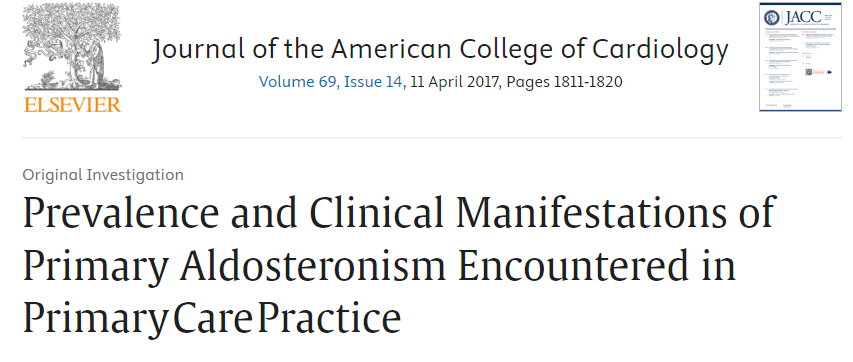 ELSEVIER
Journal of the American College of Cardiology
Volume 69, Issue 14, 11 April 2017, Pages 1811-1820
JACC
Original Investigation
Prevalence and Clinical Manifestations of
Primary Aldosteronism Encountered in
Primary Care Practice